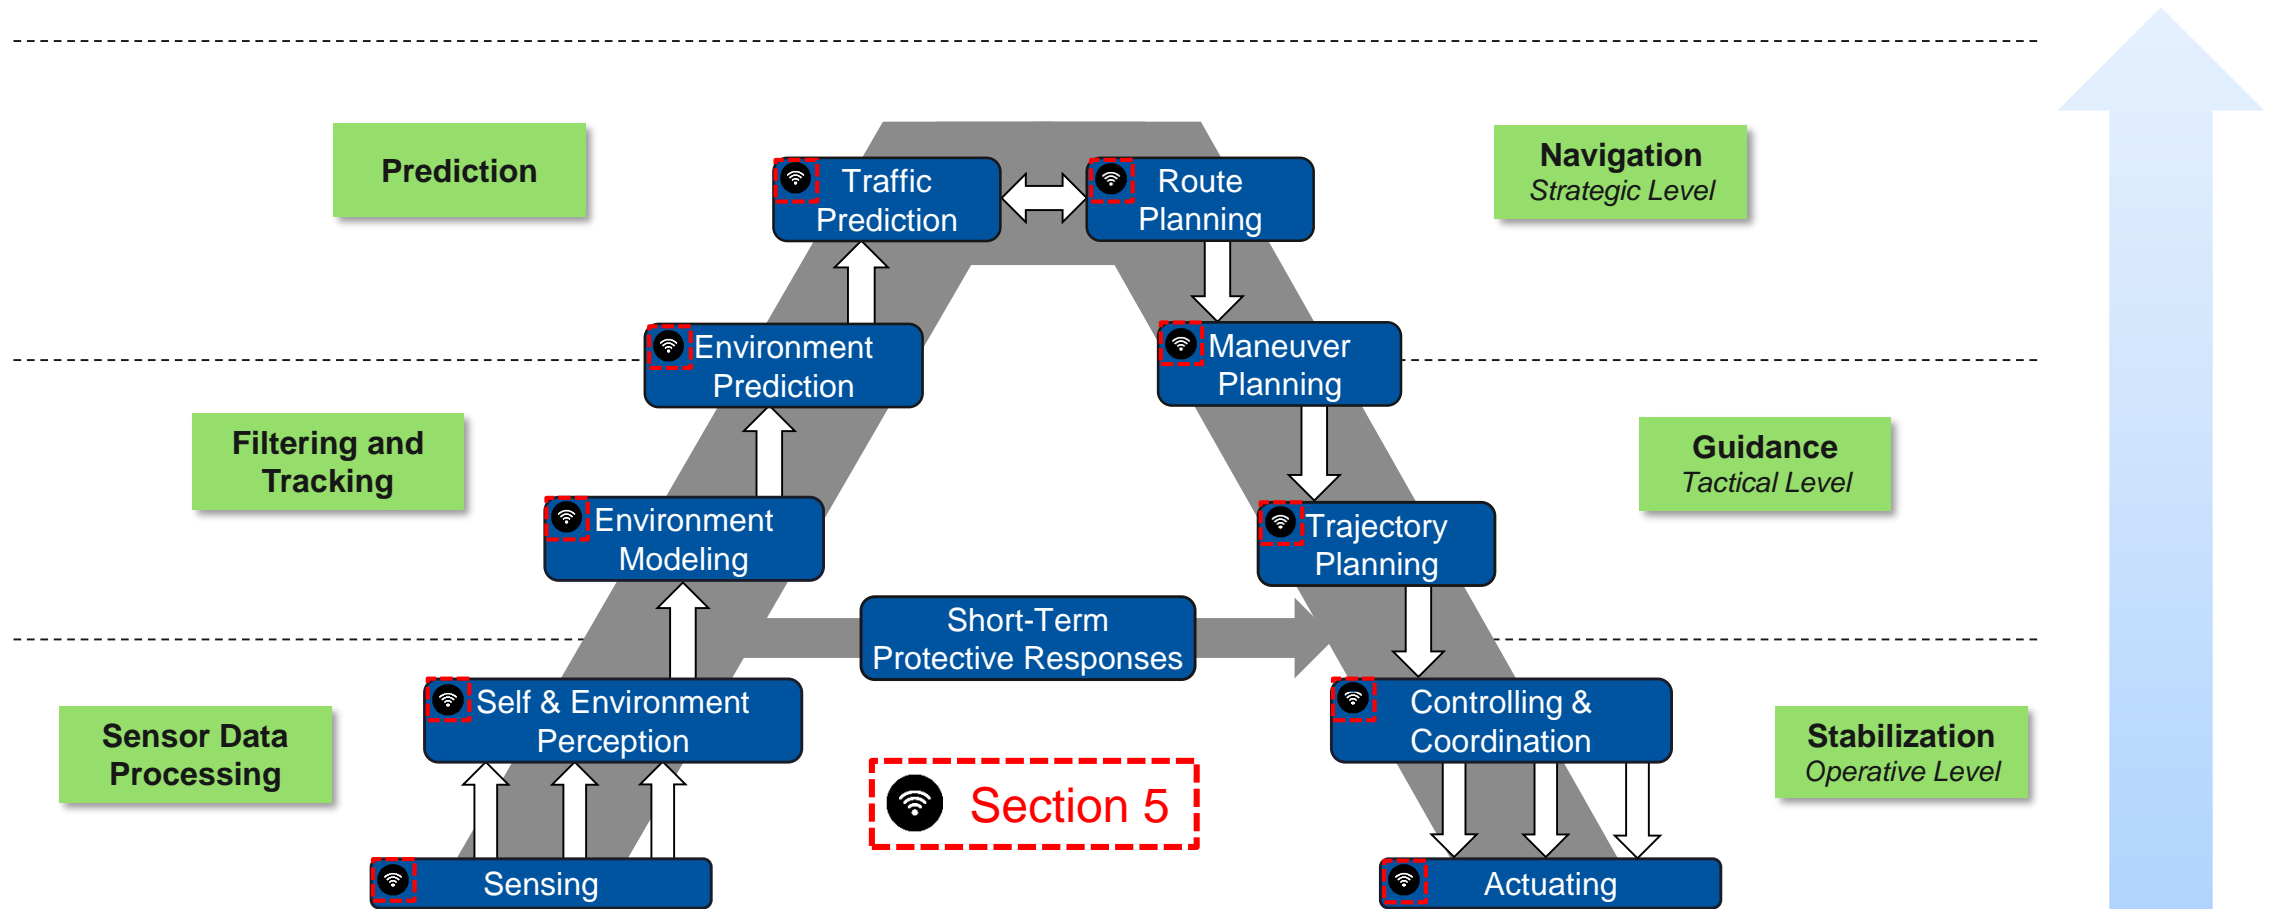 Prediction
Traffic
Prediction
Route
Planning
Navigation
Strategic Level
Environment
Prediction
Maneuver
Planning
Filtering and
Tracking
Guidance
Tactical Level
Environment
Modeling
Trajectory
Planning
Short-Term
Protective Responses
Self & Environment
Perception
Controlling &
Coordination
Sensor Data
Processing
Stabilization
Operative Level
Section 5
Sensing
Actuating